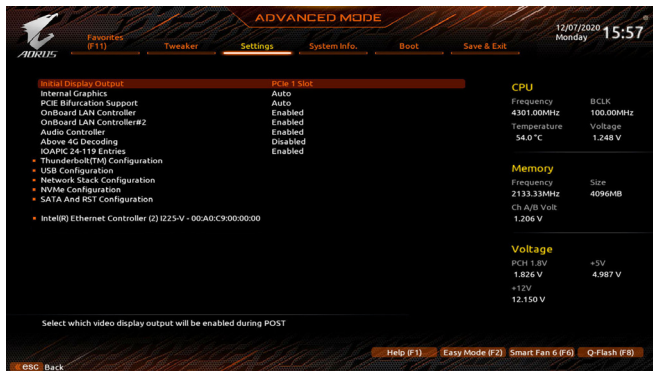 ADVANCED MODE
12/07/2020 Monday 15:57
AORUS
Favorites (F11) Tweaker Settings System Info. Boot Save & Exit
Initial Display Output PCIe 1 Slot
Internal Graphics Auto
PCIE Bifurcation Support Auto
OnBoard LAN Controller Enabled
OnBoard LAN Controller#2 Enabled
Audio Controller Enabled
Above 4G Decoding Disabled
IOAPIC 24-119 Entries Enabled
Thunderbolt(TM) Configuration
USB Configuration
Network Stack Configuration
NVMe Configuration
SATA And RST Configuration
Intel(R) Ethernet Controller (2) I225-V - 00:A0:C9:00:00:00
CPU
Frequency BCLK
4301.00MHz 100.00MHz
Temperature Voltage
54.0 °C 1.248 V
Memory
Frequency Size
2133.33MHz 4096MB
Ch A/B Volt
1.206 V
Voltage
PCH 1.8V +5V
1.826 V 4.987 V
+12V
12.150 V
Select which video display output will be enabled during POST
Help (F1) Easy Mode (F2) Smart Fan 6 (F6) Q-Flash (F8)
esc Back